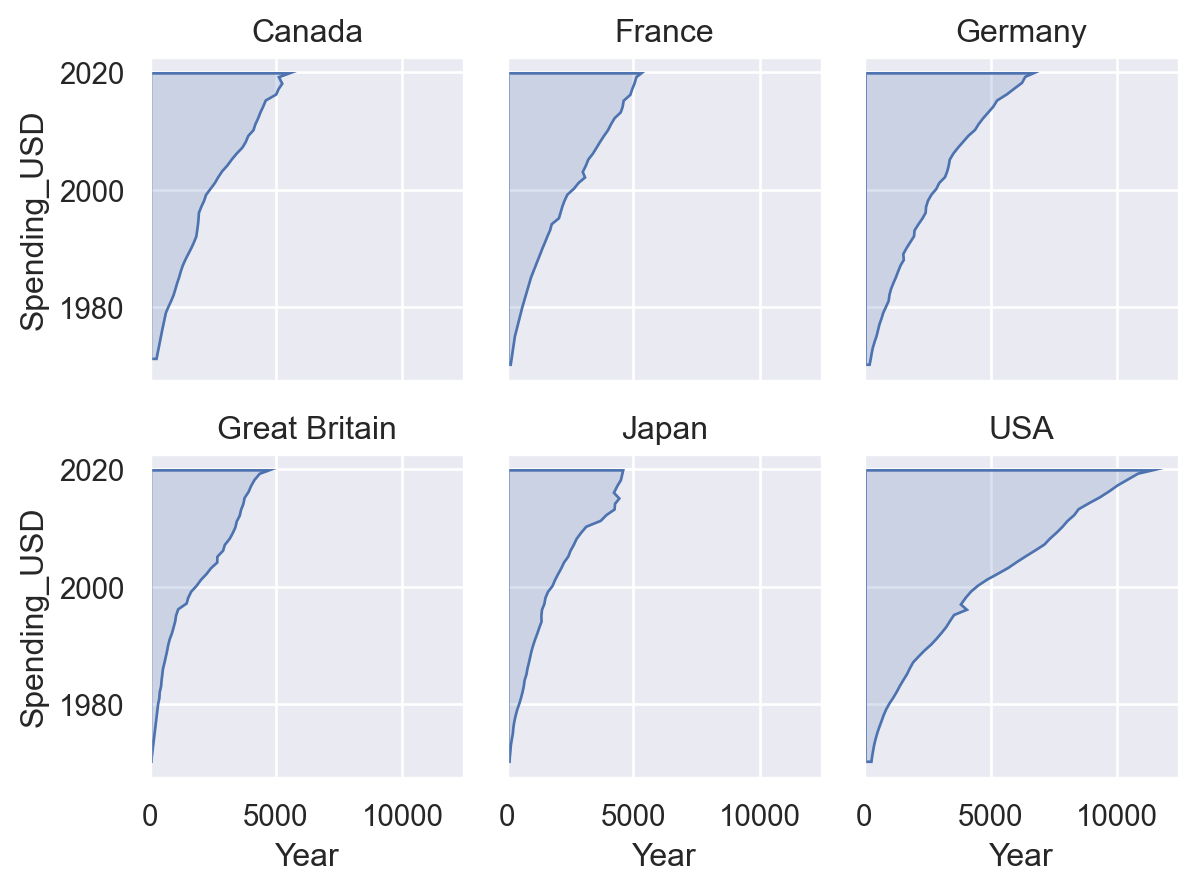 Canada France Germany
2020
2000
1980
Spending_USD
Great Britain Japan USA
2020
2000
1980
Spending_USD
0 5000 10000 0 5000 10000 0 5000 10000
Year Year Year